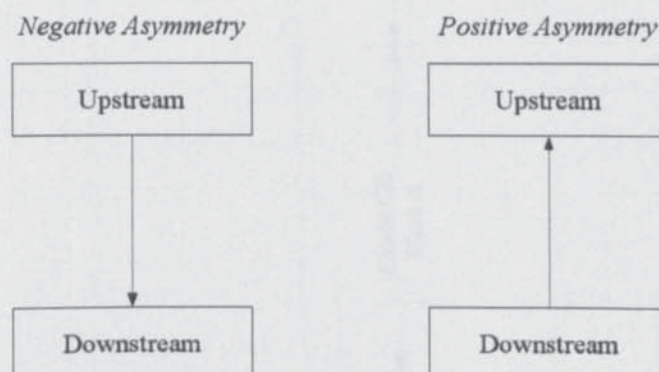 Negative Asymmetry
Upstream
Downstream
Positive Asymmetry
Upstream
Downstream